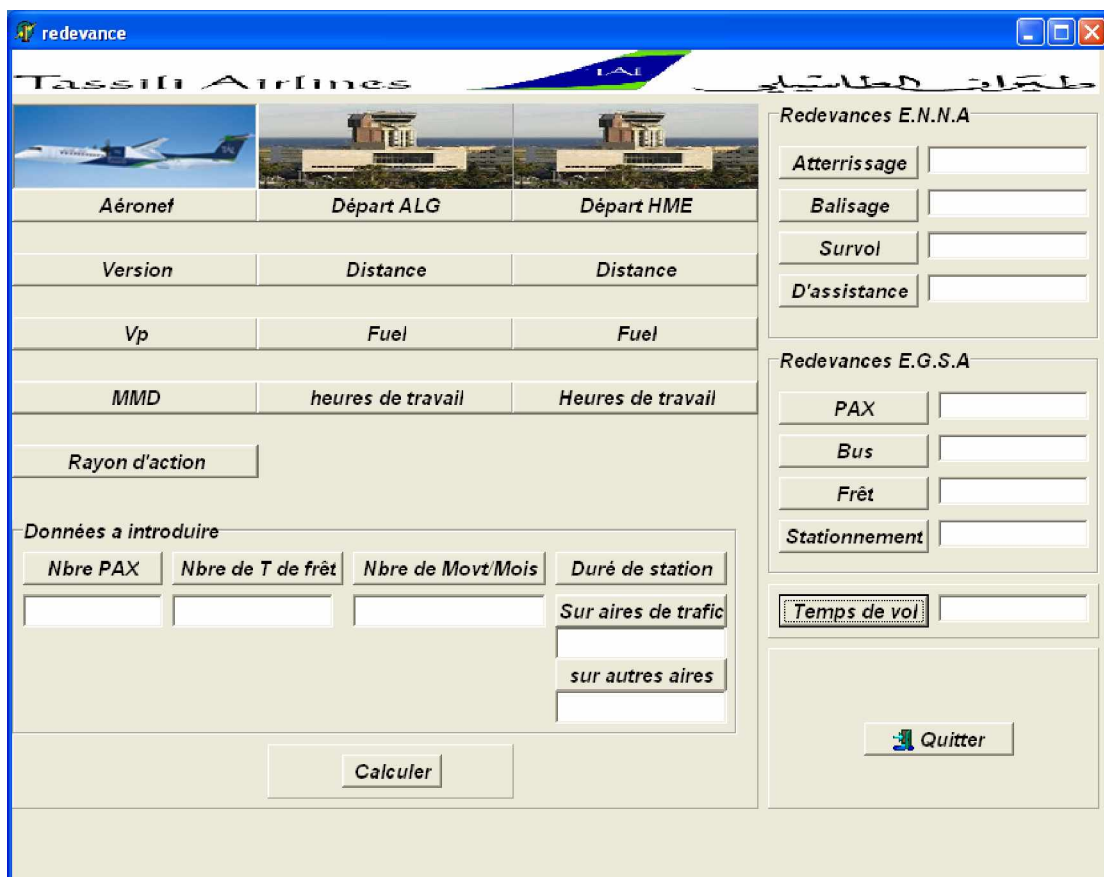 redevance
Tassili Airlines
TAL
طيران الطاسيلي
Aéronef Départ ALG Départ HME
Version Distance Distance
Vp Fuel Fuel
MMD heures de travail Heures de travail
Rayon d'action
Données a introduire
Nbre PAX Nbre de T de frêt Nbre de Movt/Mois Duré de station
Sur aires de trafic
sur autres aires
Calculer
Redevances E.N.N.A
Atterrissage
Balisage
Survol
D'assistance
Redevances E.G.S.A
PAX
Bus
Frêt
Stationnement
Temps de vol
Quitter